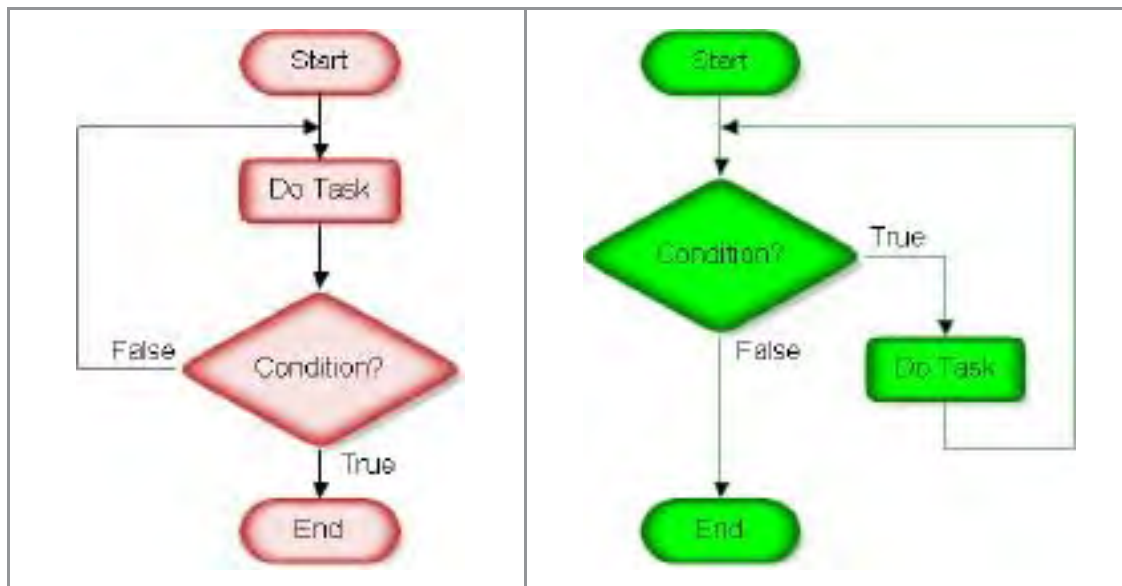 Start
Do Task
False
Condition?
True
End
Start
Condition?
True
False
Do Task
End